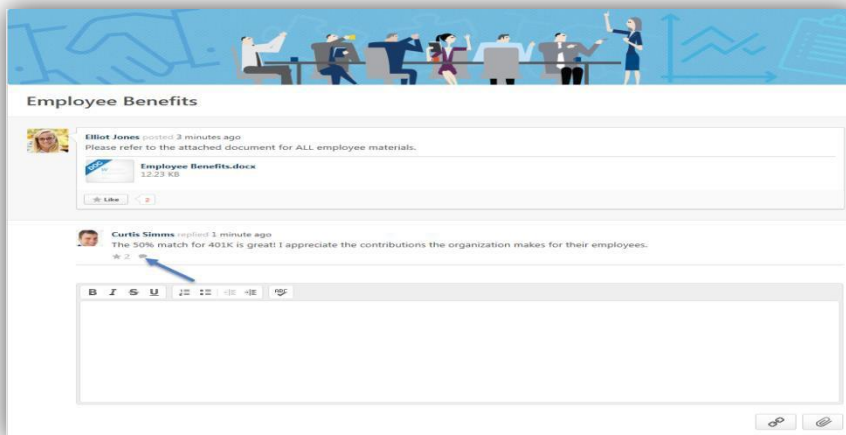 Employee Benefits
Elliot Jones posted 3 minutes ago
Please refer to the attached document for ALL employee materials.
DOC
W
Employee Benefits.docx
12.23 KB
Like 2
Curtis Simms replied 1 minute ago
The 50% match for 401K is great! I appreciate the contributions the organization makes for their employees.
2
B I S U ABC